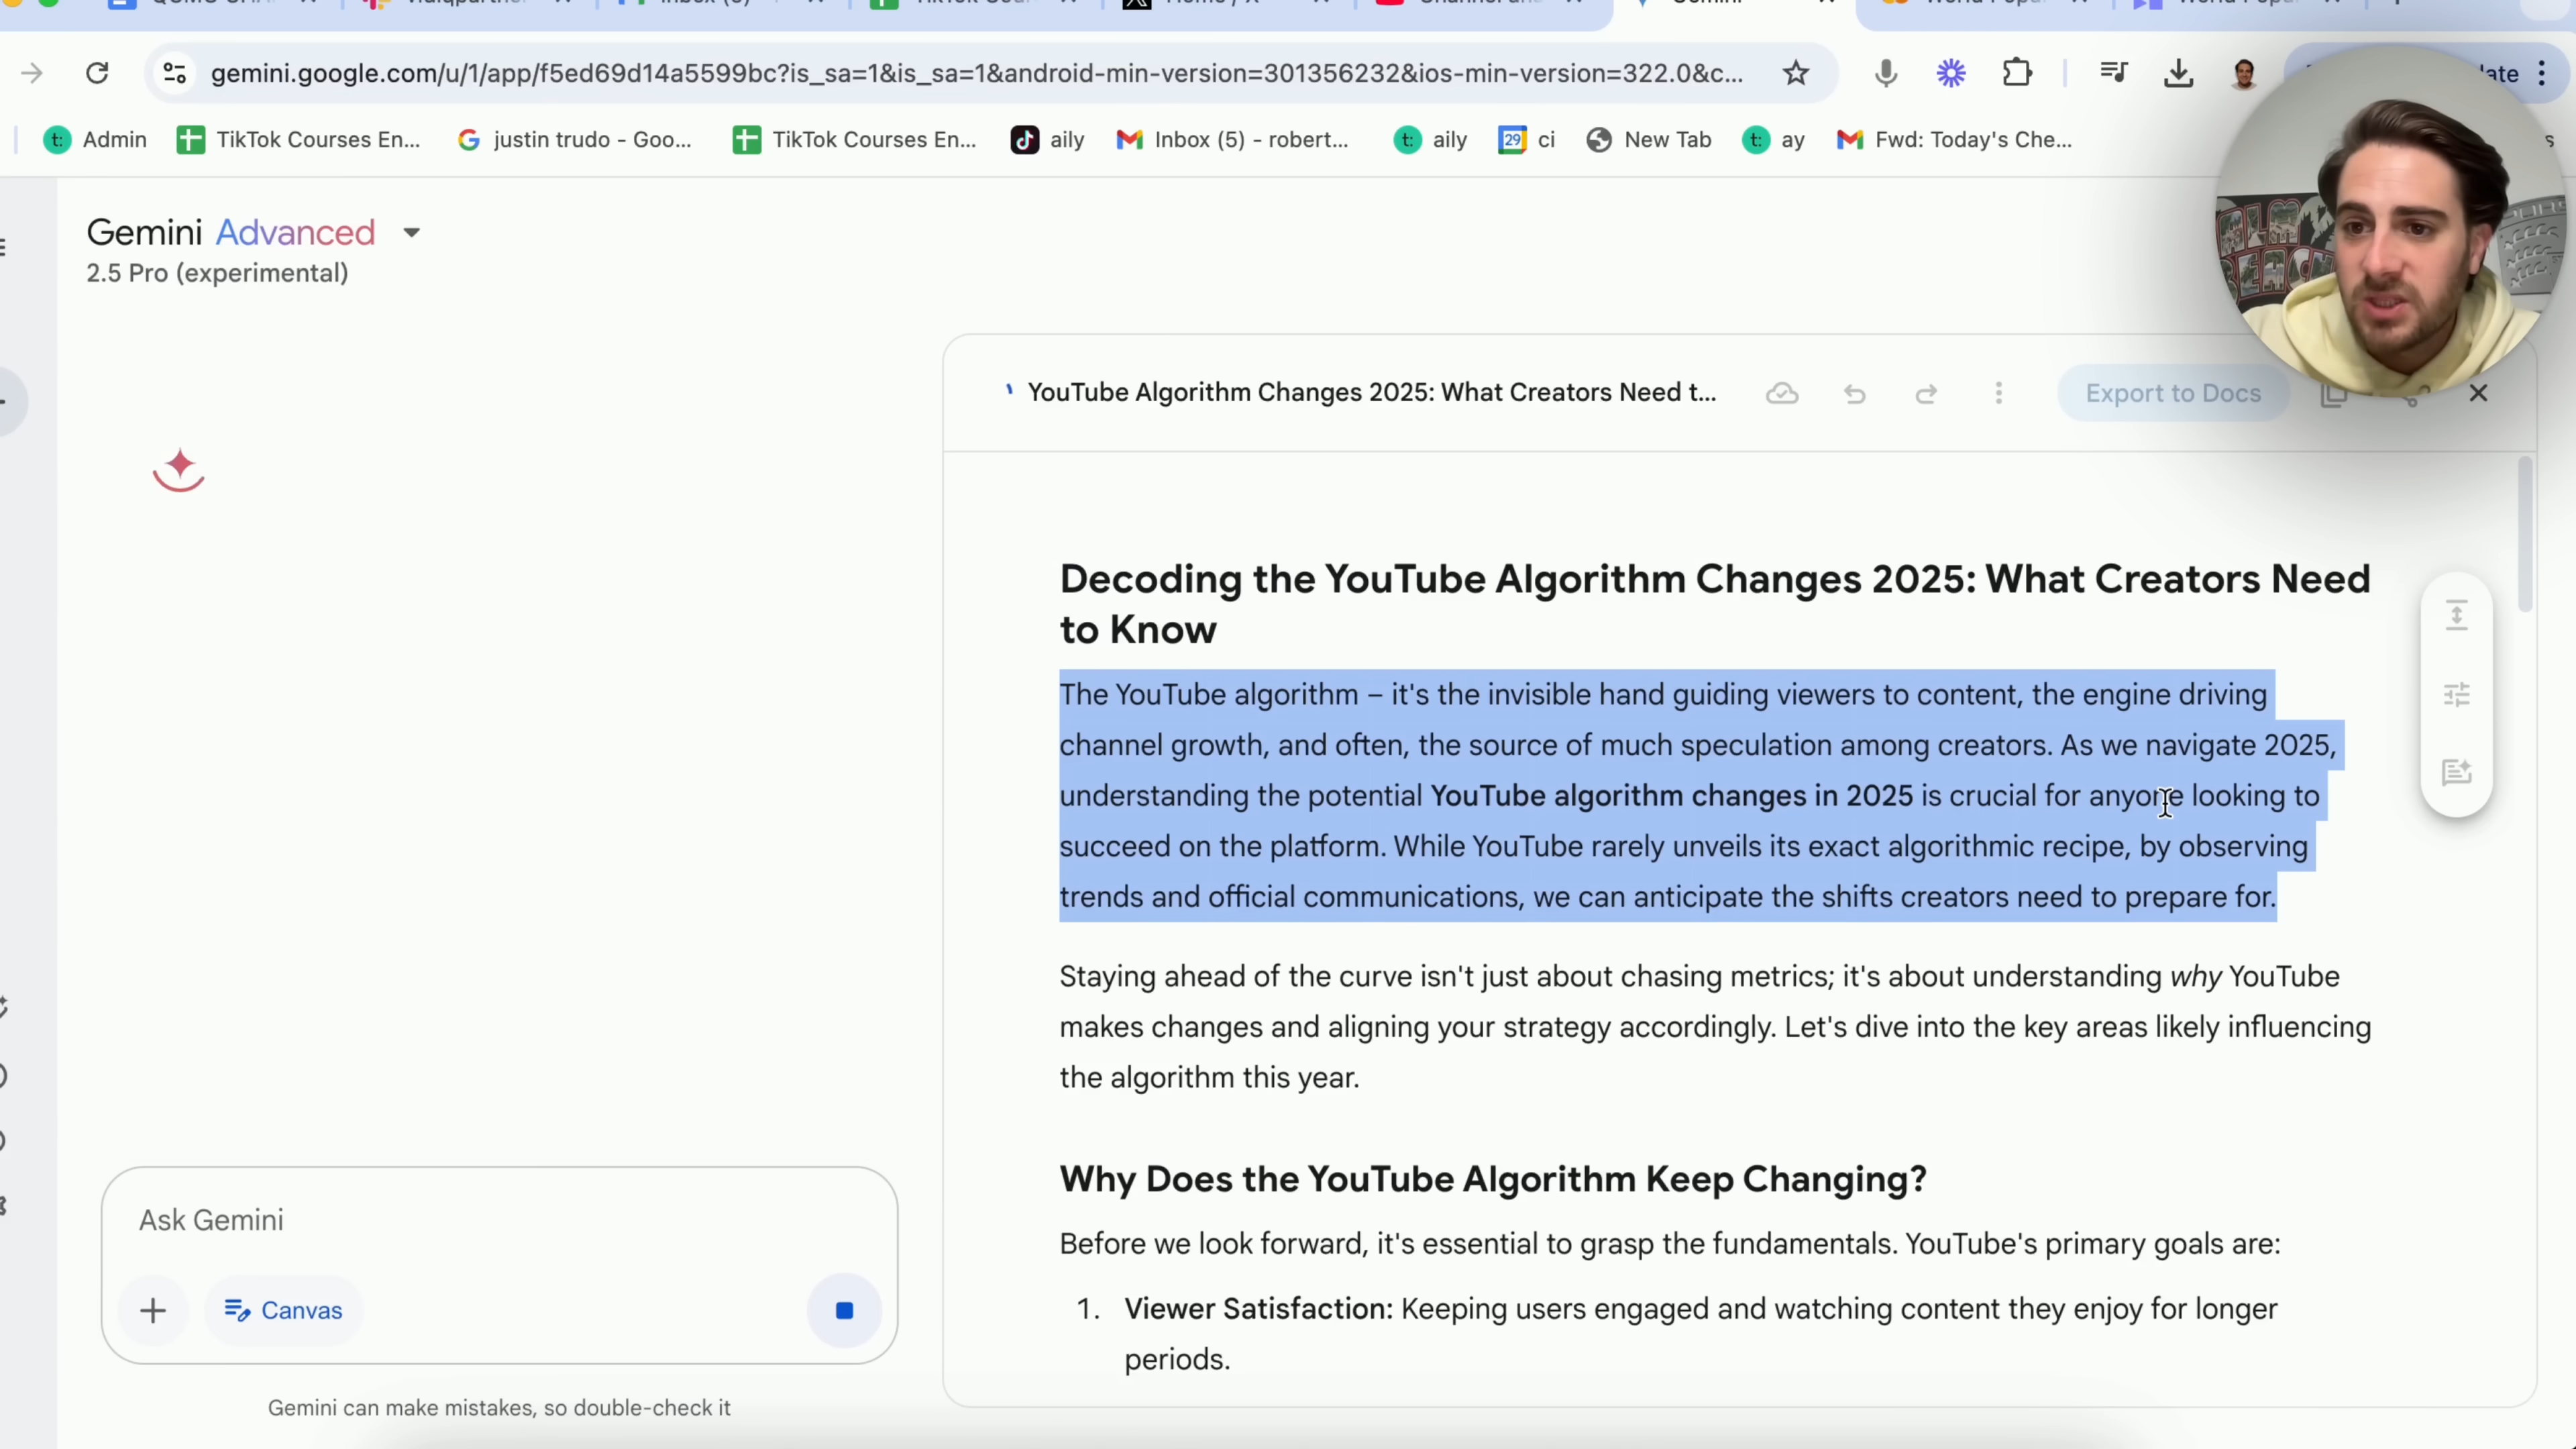 Inbox (5)
gemini.google.com/u/1/app/f5ed69d14a5599bc?is_sa=1&is_sa=1&android-min-version=301356232&ios-min-version=322.0&c...
Admin
TikTok Courses En...
justin trudo - Goo...
TikTok Courses En...
aily
Inbox (5) - robert...
aily
29
ci
New Tab
ay
Fwd: Today's Che...
Gemini Advanced
2.5 Pro (experimental)
YouTube Algorithm Changes 2025: What Creators Need t...
Export to Docs
Decoding the YouTube Algorithm Changes 2025: What Creators Need
to Know
The YouTube algorithm – it's the invisible hand guiding viewers to content, the engine driving
channel growth, and often, the source of much speculation among creators. As we navigate 2025,
understanding the potential YouTube algorithm changes in 2025 is crucial for anyone looking to
succeed on the platform. While YouTube rarely unveils its exact algorithmic recipe, by observing
trends and official communications, we can anticipate the shifts creators need to prepare for.
Staying ahead of the curve isn't just about chasing metrics; it's about understanding why YouTube
makes changes and aligning your strategy accordingly. Let's dive into the key areas likely influencing
the algorithm this year.
Why Does the YouTube Algorithm Keep Changing?
Before we look forward, it's essential to grasp the fundamentals. YouTube's primary goals are:
1. Viewer Satisfaction: Keeping users engaged and watching content they enjoy for longer
periods.
Ask Gemini
Canvas
Gemini can make mistakes, so double-check it